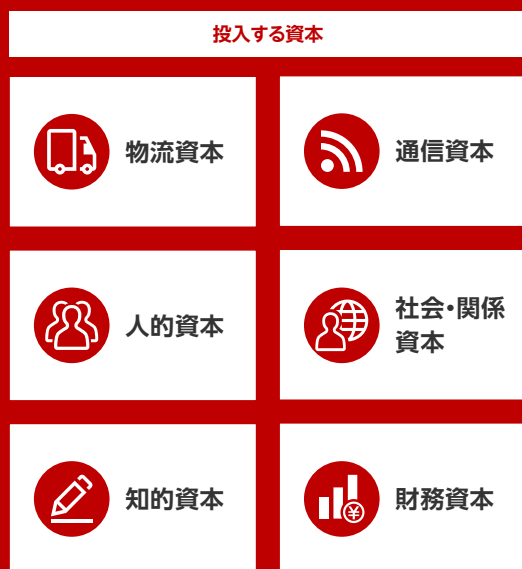 投入する資本
物流資本
通信資本
人的資本
社会・関係
資本
知的資本
財務資本
¥